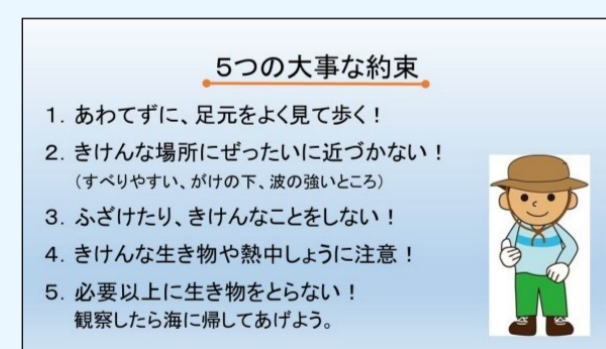 5つの大事な約束
1. あわてずに、足元をよく見て歩く！
2. きけんな場所にぜったいに近づかない！
（すべりやすい、がけの下、波の強いところ）
3. ふざけたり、きけんなことをしない！
4. きけんな生き物や熱中しょうに注意！
5. 必要以上に生き物をとらない！
観察したら海に帰してあげよう。